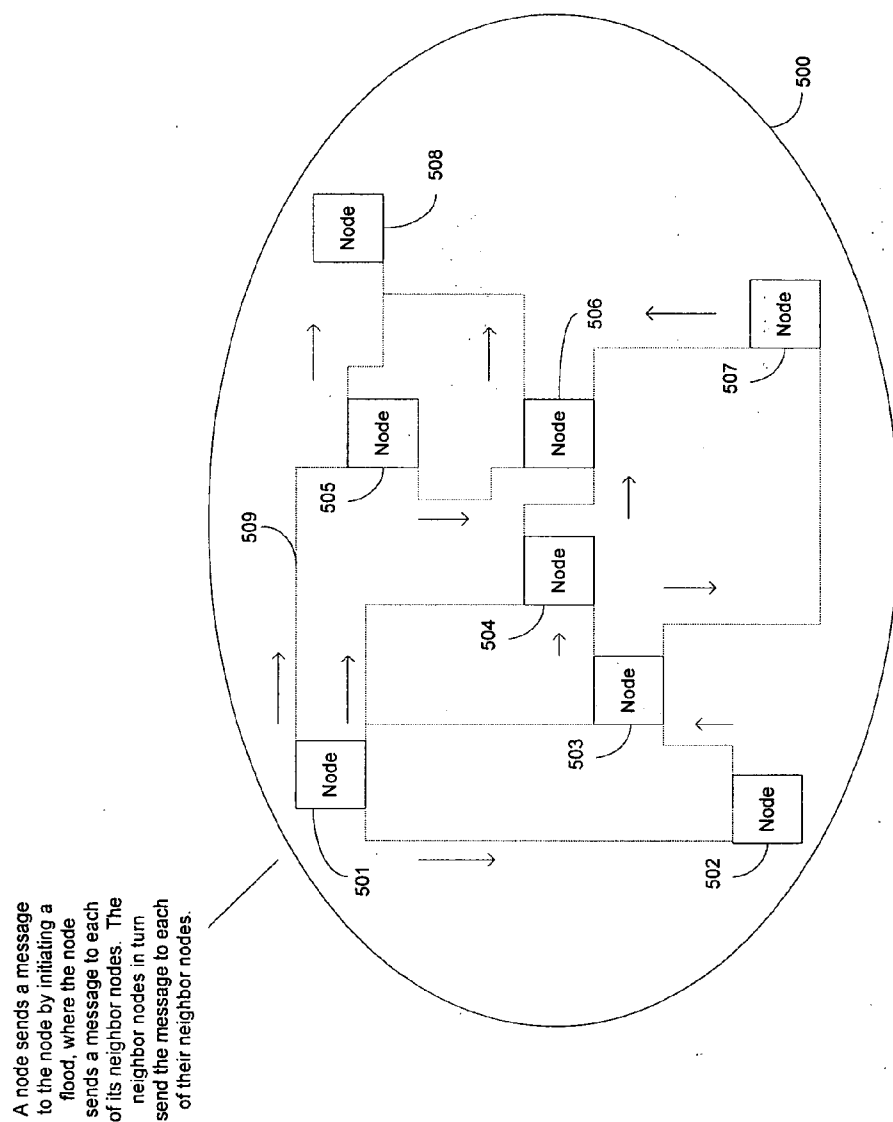 A node sends a message
to the node by initiating a
flood, where the node
sends a message to each
of its neighbor nodes. The
neighbor nodes in turn
send the message to each
of their neighbor nodes.
500
509
Node
501
Node
505
Node
508
Node
504
Node
506
Node
503
Node
502
Node
507